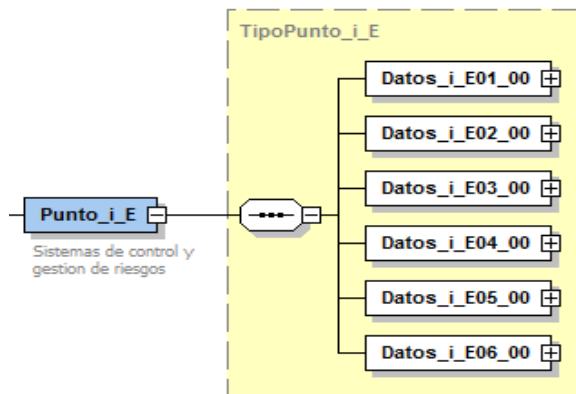 TipoPunto_i_E
Datos_i_E01_00
Datos_i_E02_00
Datos_i_E03_00
Punto_i_E
Sistemas de control y
gestion de riesgos
Datos_i_E04_00
Datos_i_E05_00
Datos_i_E06_00